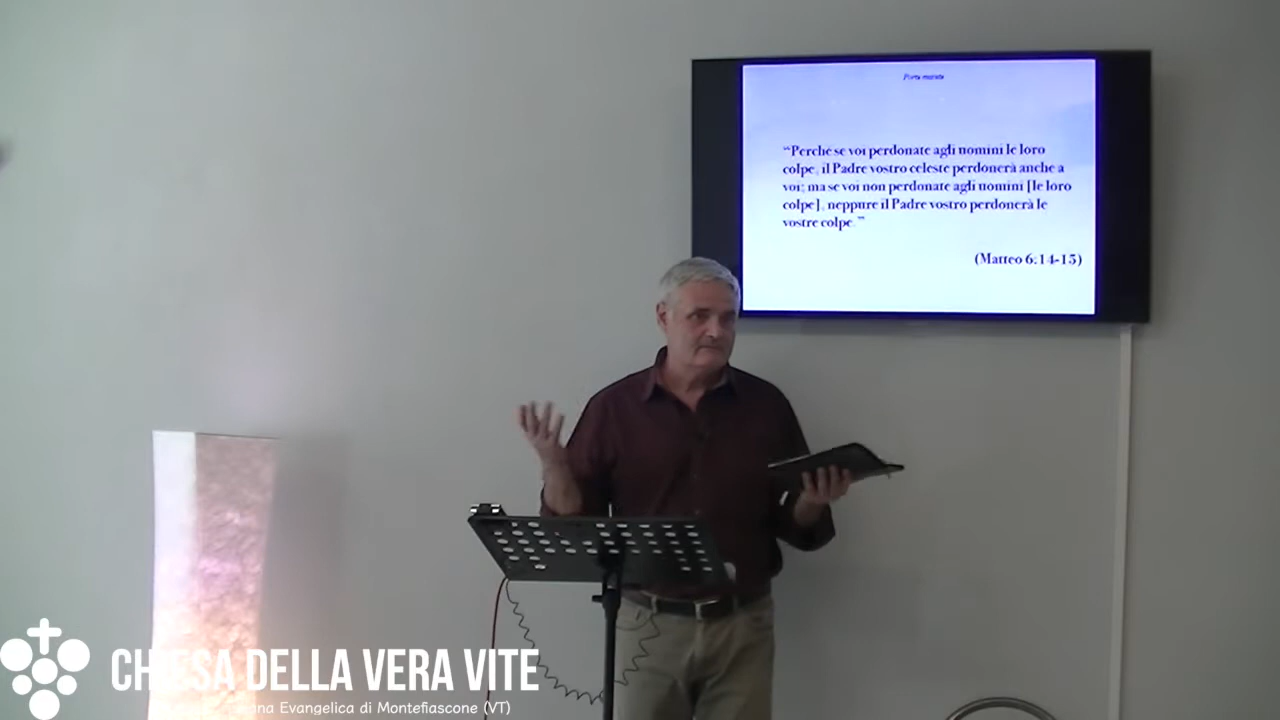 “Perché se voi perdonate agli uomini le loro
colpe, il Padre vostro celeste perdonerà anche a
voi; ma se voi non perdonate agli uomini [le loro
colpe], neppure il Padre vostro perdonerà le
vostre colpe.”
(Matteo 6:14-15)
CHIESA DELLA VERA VITE
Evangelica di Montefiascone (VT)